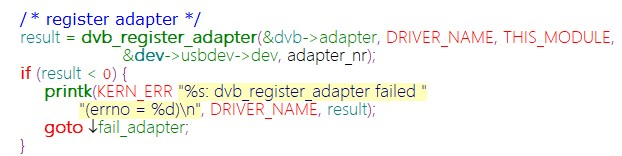 /* register adapter */
result = dvb_register_adapter(&dvb->adapter, DRIVER_NAME, THIS_MODULE,
&dev->usbdev->dev, adapter_nr);
if (result < 0) {
printk(KERN_ERR "%s: dvb_register_adapter failed "
"(errno = %d)\n", DRIVER_NAME, result);
goto ↓fail_adapter;
}